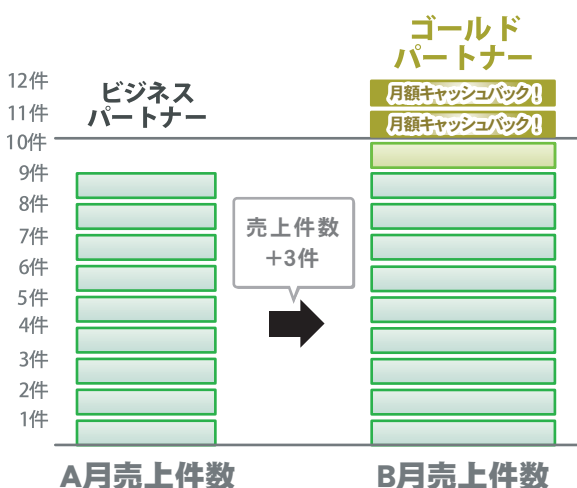 ゴールド
パートナー
ビジネス
パートナー
12件
月額キャッシュバック！
11件
月額キャッシュバック！
10件
9件
8件
7件
6件
5件
4件
3件
2件
1件
売上件数
＋3件
A月売上件数
B月売上件数